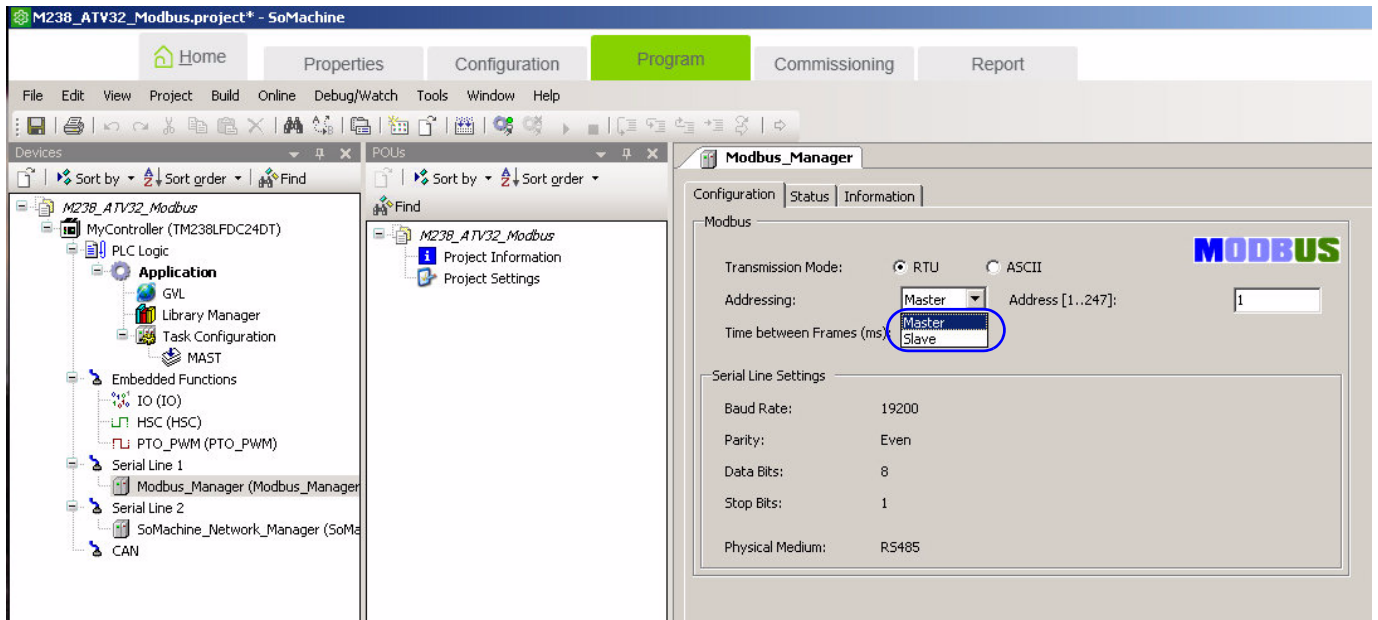 M238_ATV32_Modbus.project* - SoMachine
Home Properties Configuration Program Commissioning Report
File Edit View Project Build Online Debug/Watch Tools Window Help
Devices
Sort by Sort order Find
M238_ATV32_Modbus
MyController (TM238LFDC24DT)
PLC Logic
Application
GVL
Library Manager
Task Configuration
MAST
Embedded Functions
IO (IO)
HSC (HSC)
PTO_PWM (PTO_PWM)
Serial Line 1
Modbus_Manager (Modbus_Manager
Serial Line 2
SoMachine_Network_Manager (SoMa
CAN
POUs
Sort by Sort order
Find
M238_ATV32_Modbus
Project Information
Project Settings
Modbus_Manager
Configuration Status Information
Modbus
MODBUS
Transmission Mode: RTU ASCII
Addressing: Master Address [1..247]: 1
Master
Time between Frames (ms):
Slave
Serial Line Settings
Baud Rate: 19200
Parity: Even
Data Bits: 8
Stop Bits: 1
Physical Medium: RS485